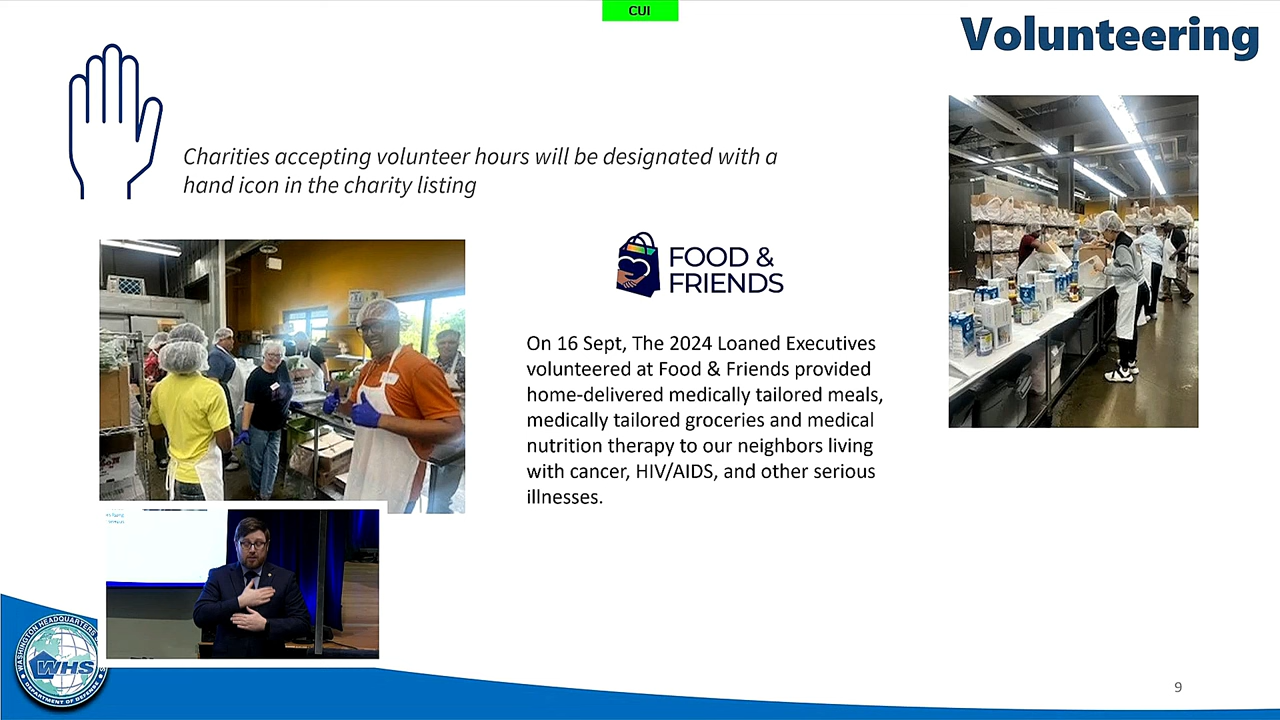 CUI
Volunteering
Charities accepting volunteer hours will be designated with a
hand icon in the charity listing
FOOD &
FRIENDS
On 16 Sept, The 2024 Loaned Executives
volunteered at Food & Friends provided
home-delivered medically tailored meals,
medically tailored groceries and medical
nutrition therapy to our neighbors living
with cancer, HIV/AIDS, and other serious
illnesses.
WASHINGTON HEADQUARTERS
WHS
DEPARTMENT OF DEFENSE
9